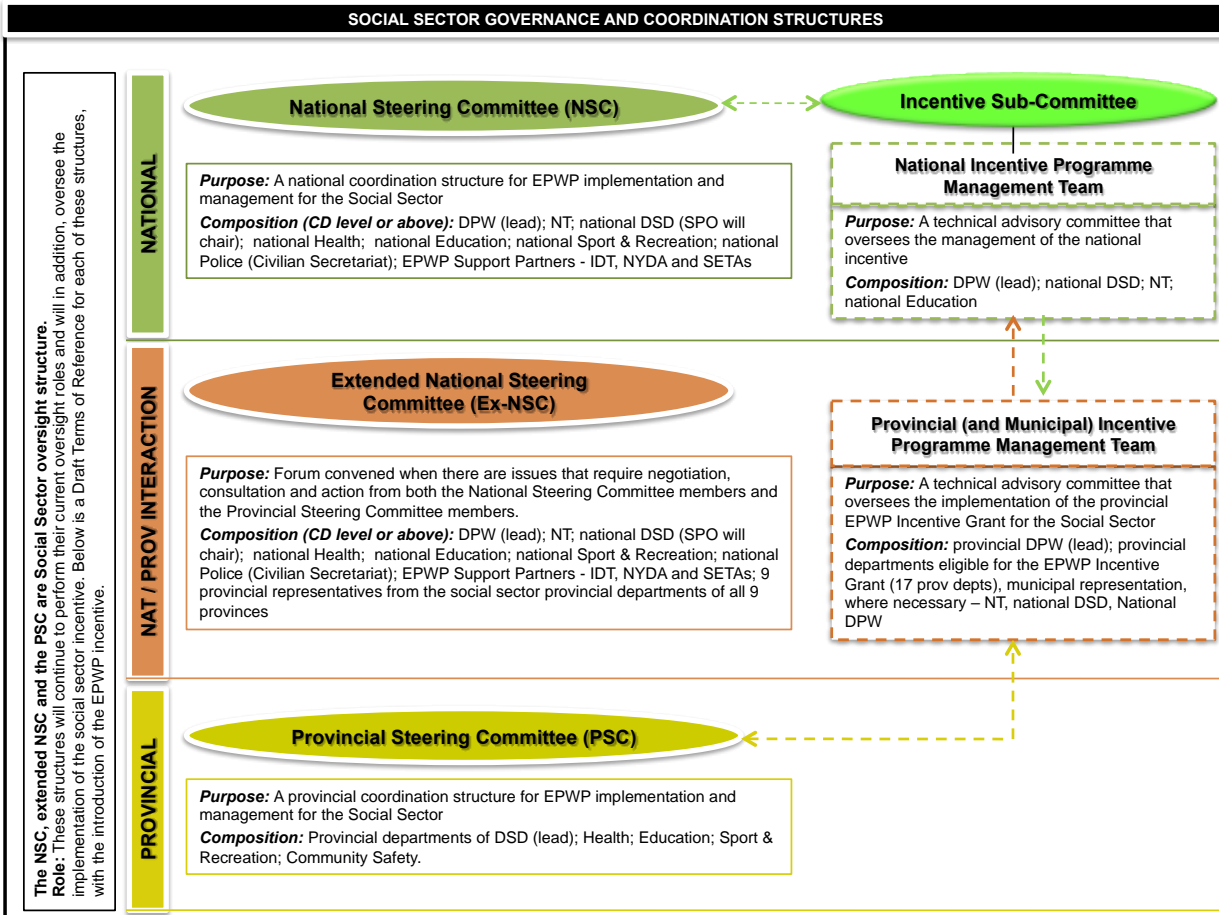 SOCIAL SECTOR GOVERNANCE AND COORDINATION STRUCTURES
The NSC, extended NSC and the PSC are Social Sector oversight structure.
Role: These structures will continue to perform their current oversight roles and will in addition, oversee the
implementation of the social sector incentive. Below is a Draft Terms of Reference for each of these structures,
with the introduction of the EPWP incentive.
NATIONAL
National Steering Committee (NSC)
Purpose: A national coordination structure for EPWP implementation and
management for the Social Sector
Composition (CD level or above): DPW (lead); NT; national DSD (SPO will
chair); national Health; national Education; national Sport & Recreation; national
Police (Civilian Secretariat); EPWP Support Partners - IDT, NYDA and SETAs
Incentive Sub-Committee
National Incentive Programme
Management Team
Purpose: A technical advisory committee that
oversees the management of the national
incentive
Composition: DPW (lead); national DSD; NT;
national Education
NAT / PROV INTERACTION
Extended National Steering
Committee (Ex-NSC)
Purpose: Forum convened when there are issues that require negotiation,
consultation and action from both the National Steering Committee members and
the Provincial Steering Committee members.
Composition (CD level or above): DPW (lead); NT; national DSD (SPO will
chair); national Health; national Education; national Sport & Recreation; national
Police (Civilian Secretariat); EPWP Support Partners - IDT, NYDA and SETAs; 9
provincial representatives from the social sector provincial departments of all 9
provinces
Provincial (and Municipal) Incentive
Programme Management Team
Purpose: A technical advisory committee that
oversees the implementation of the provincial
EPWP Incentive Grant for the Social Sector
Composition: provincial DPW (lead); provincial
departments eligible for the EPWP Incentive
Grant (17 prov depts), municipal representation,
where necessary – NT, national DSD, National
DPW
PROVINCIAL
Provincial Steering Committee (PSC)
Purpose: A provincial coordination structure for EPWP implementation and
management for the Social Sector
Composition: Provincial departments of DSD (lead); Health; Education; Sport &
Recreation; Community Safety.